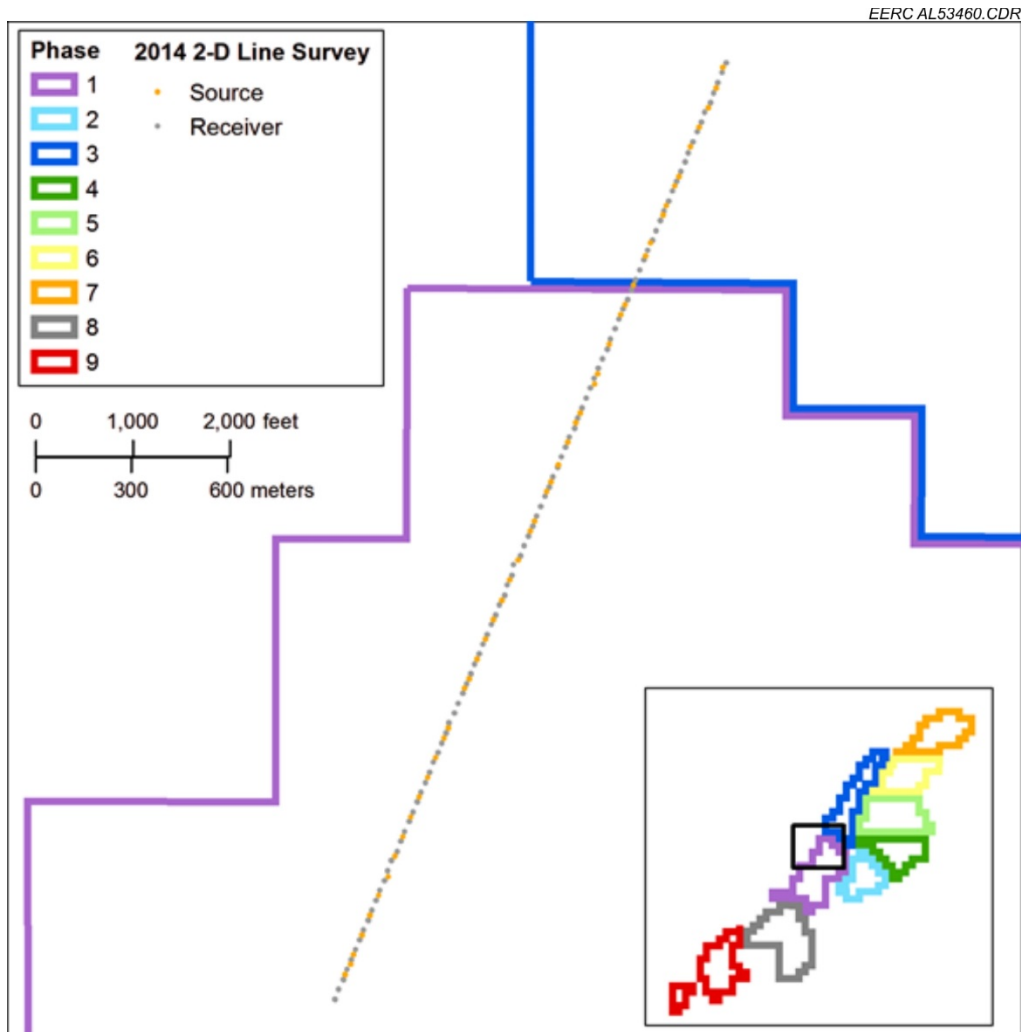 EERC AL53460.CDR
Phase
1
2
3
4
5
6
7
8
9
2014 2-D Line Survey
Source
Receiver
0 1,000 2,000 feet
0 300 600 meters